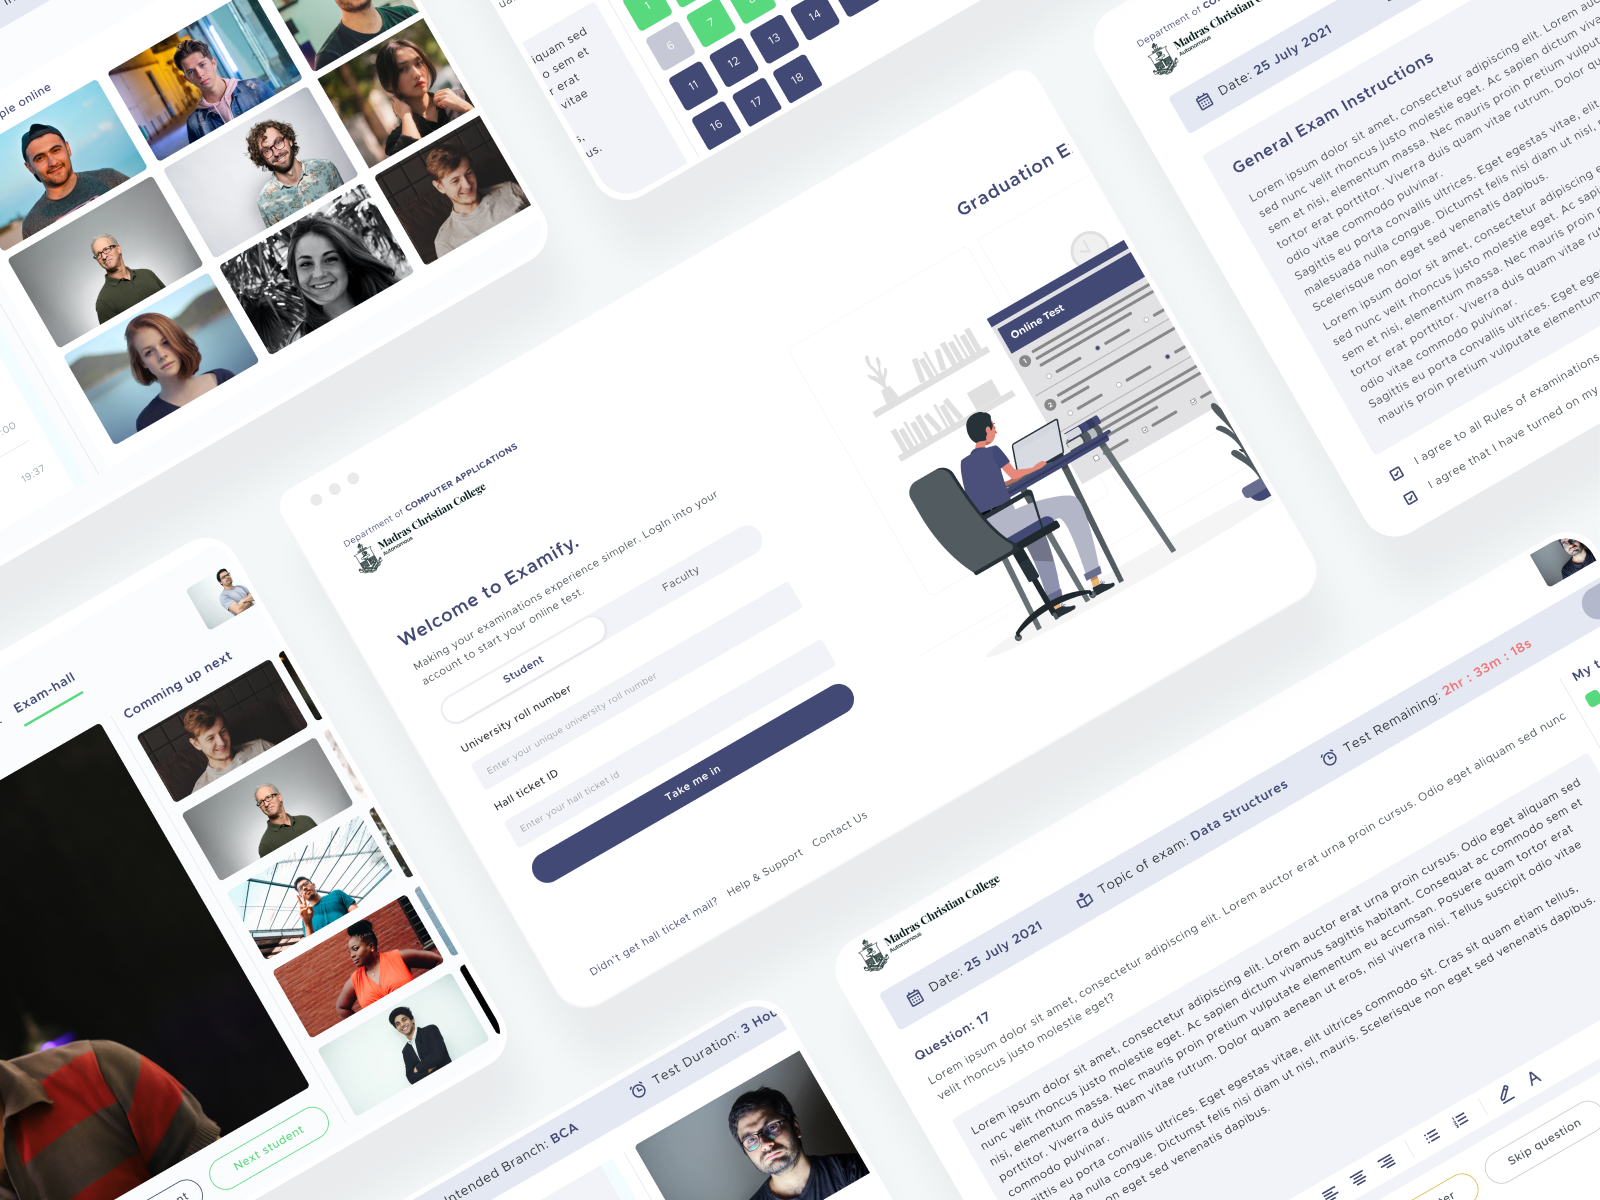 ple online
:00
19:37
iquam sed
o sem et
r erat
vitae
us.
1
7
6
14
13
12
11
18
17
16
Department of
Madras Christian College
Autonomous
Date: 25 July 2021
General Exam Instructions
Lorem ipsum dolor sit amet, consectetur adipiscing elit. Lorem auc
sed nunc velit rhoncus justo molestie eget. Ac sapien dictum viva
sem et nisi, elementum massa. Nec mauris proin pretium vulput
tortor erat porttitor. Viverra duis quam vitae rutrum. Dolor qu
odio vitae commodo pulvinar.
Sagittis eu porta convallis ultrices. Eget egestas vitae, elit
malesuada nulla congue. Dictumst felis nisi diam ut nisl,
Scelerisque non eget sed venenatis dapibus.
Lorem ipsum dolor sit amet, consectetur adipiscing e
sed nunc velit rhoncus justo molestie eget. Ac sapi
sem et nisi, elementum massa. Nec mauris proin
tortor erat porttitor. Viverra duis quam vitae ru
odio vitae commodo pulvinar.
Sagittis eu porta convallis ultrices. Eget ege
mauris proin pretium vulputate elementum
I agree to all Rules of examinations
I agree that I have turned on my
Graduation E
Online Test
1
2
Department of COMPUTER APPLICATIONS
Madras Christian College
Autonomous
Welcome to Examify.
Making your examinations experience simpler. LogIn into your
account to start your online test.
Student
Faculty
University roll number
Enter your unique university roll number
Hall ticket ID
Enter your hall ticket id
Take me in
Didn't get hall ticket mail?
Help & Support
Contact Us
Exam-hall
Comming up next
Next student
nt
Intended Branch: BCA
Test Duration: 3 Hou
Madras Christian College
Autonomous
Date: 25 July 2021
Topic of exam: Data Structures
Test Remaining: 2hr : 33m : 18s
My t
Question: 17
Lorem ipsum dolor sit amet, consectetur adipiscing elit. Lorem auctor erat urna proin cursus. Odio eget aliquam sed nunc
velit rhoncus justo molestie eget?
Lorem ipsum dolor sit amet, consectetur adipiscing elit. Lorem auctor erat urna proin cursus. Odio eget aliquam sed
nunc velit rhoncus justo molestie eget. Ac sapien dictum vivamus sagittis habitant. Consequat ac commodo sem et
nisi, elementum massa. Nec mauris proin pretium vulputate elementum eu accumsan. Posuere quam tortor erat
porttitor. Viverra duis quam vitae rutrum. Dolor quam aenean ut eros, nisl viverra nisi. Tellus suscipit odio vitae
commodo pulvinar.
gittis eu porta convallis ultrices. Eget egestas vitae, elit ultrices commodo sit. Cras sit quam etiam tellus,
da nulla congue. Dictumst felis nisi diam ut nisl, mauris. Scelerisque non eget sed venenatis dapibus.
on eget sed venenatis dapibus.
A
ter
Skip question